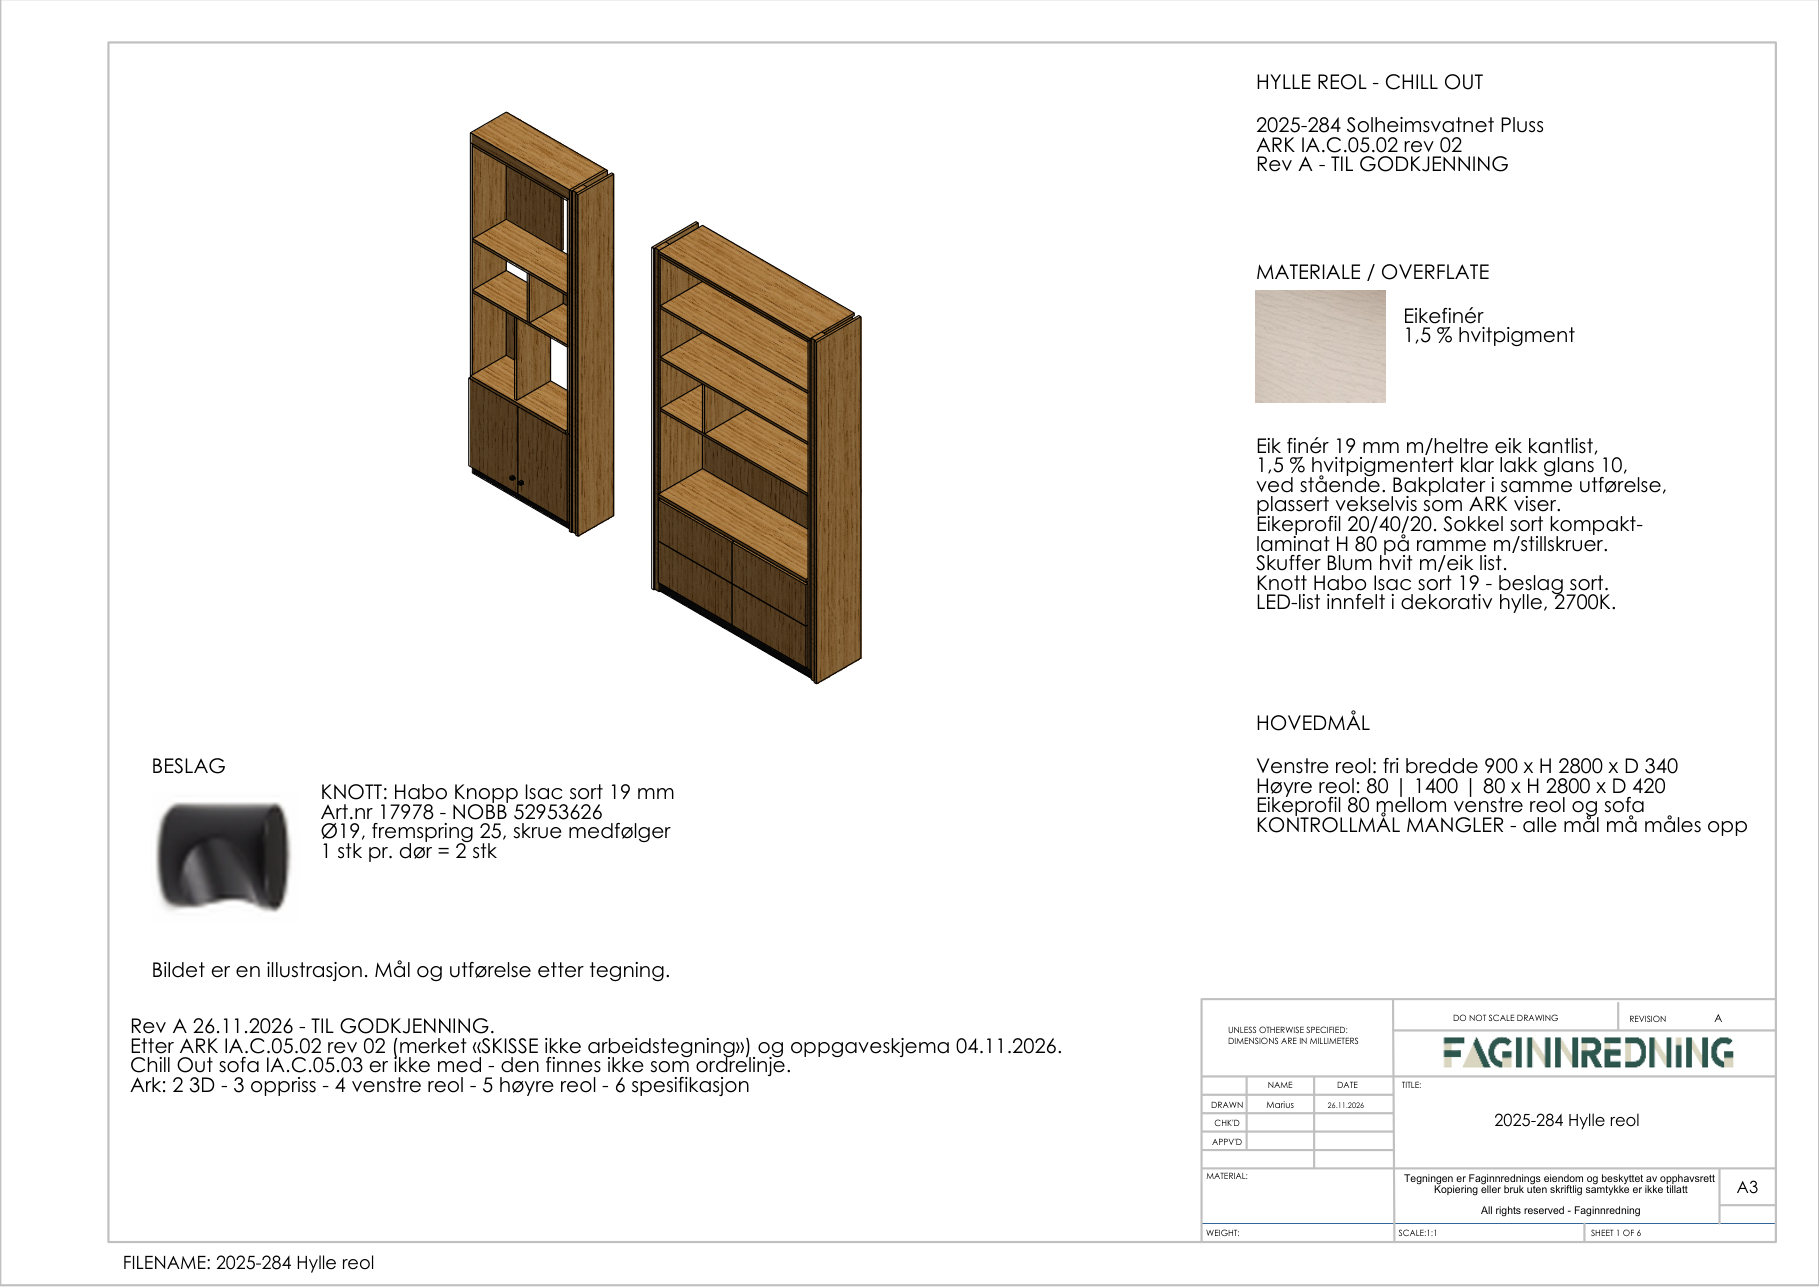 HYLLE REOL - CHILL OUT
2025-284 Solheimsvatnet Pluss
ARK IA.C.05.02 rev 02
Rev A - TIL GODKJENNING
MATERIALE / OVERFLATE
Eikefinér
1,5 % hvitpigment
Eik finér 19 mm m/heltre eik kantlist,
1,5 % hvitpigmentert klar lakk glans 10,
ved stående. Bakplater i samme utførelse,
plassert vekselvis som ARK viser.
Eikeprofil 20/40/20. Sokkel sort kompakt-
laminat H 80 på ramme m/stillskruer.
Skuffer Blum hvit m/eik list.
Knott Habo Isac sort 19 - beslag sort.
LED-list innfelt i dekorativ hylle, 2700K.
HOVEDMÅL
Venstre reol: fri bredde 900 x H 2800 x D 340
Høyre reol: 80 | 1400 | 80 x H 2800 x D 420
Eikeprofil 80 mellom venstre reol og sofa
KONTROLLMÅL MANGLER - alle mål må måles opp
BESLAG
KNOTT: Habo Knopp Isac sort 19 mm
Art.nr 17978 - NOBB 52953626
Ø19, fremspring 25, skrue medfølger
1 stk pr. dør = 2 stk
Bildet er en illustrasjon. Mål og utførelse etter tegning.
Rev A 26.11.2026 - TIL GODKJENNING.
Etter ARK IA.C.05.02 rev 02 (merket «SKISSE ikke arbeidstegning») og oppgaveskjema 04.11.2026.
Chill Out sofa IA.C.05.03 er ikke med - den finnes ikke som ordrelinje.
Ark: 2 3D - 3 oppriss - 4 venstre reol - 5 høyre reol - 6 spesifikasjon
UNLESS OTHERWISE SPECIFIED:
DIMENSIONS ARE IN MILLIMETERS
DO NOT SCALE DRAWING
REVISION A
FAGINNREDNING
NAME DATE
DRAWN Marius 26.11.2026
CHK'D
APPV'D
TITLE:
2025-284 Hylle reol
MATERIAL:
Tegningen er Faginnrednings eiendom og beskyttet av opphavsrett
Kopiering eller bruk uten skriftlig samtykke er ikke tillatt
All rights reserved - Faginnredning
A3
WEIGHT:
SCALE:1:1
SHEET 1 OF 6
FILENAME: 2025-284 Hylle reol